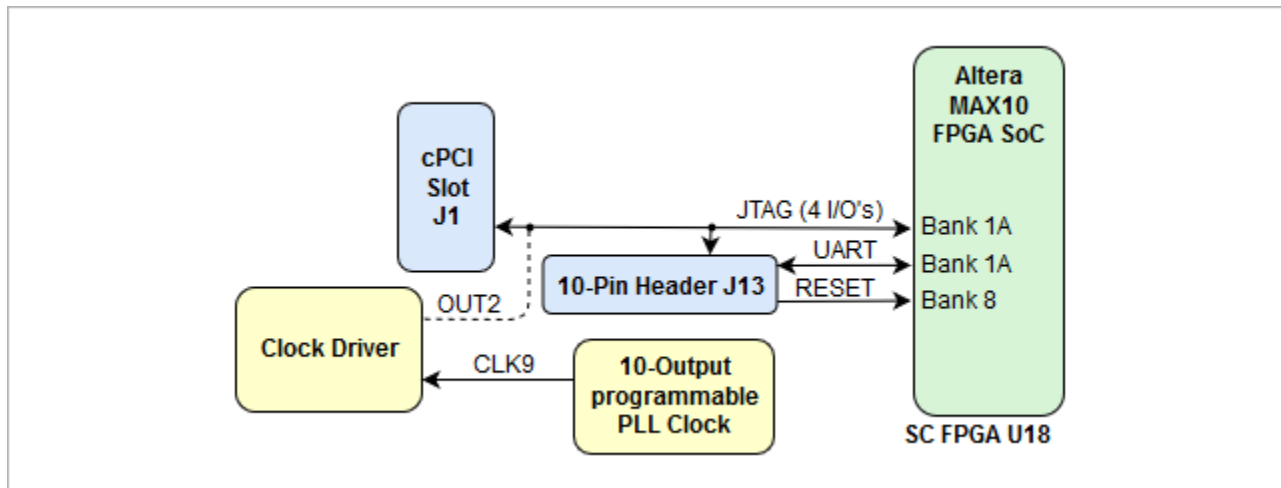 Altera
MAX10
FPGA SoC
cPCI
Slot
J1
JTAG (4 I/O's)
Bank 1A
UART
Bank 1A
10-Pin Header J13
RESET
Bank 8
OUT2
Clock Driver
CLK9
10-Output
programmable
PLL Clock
SC FPGA U18